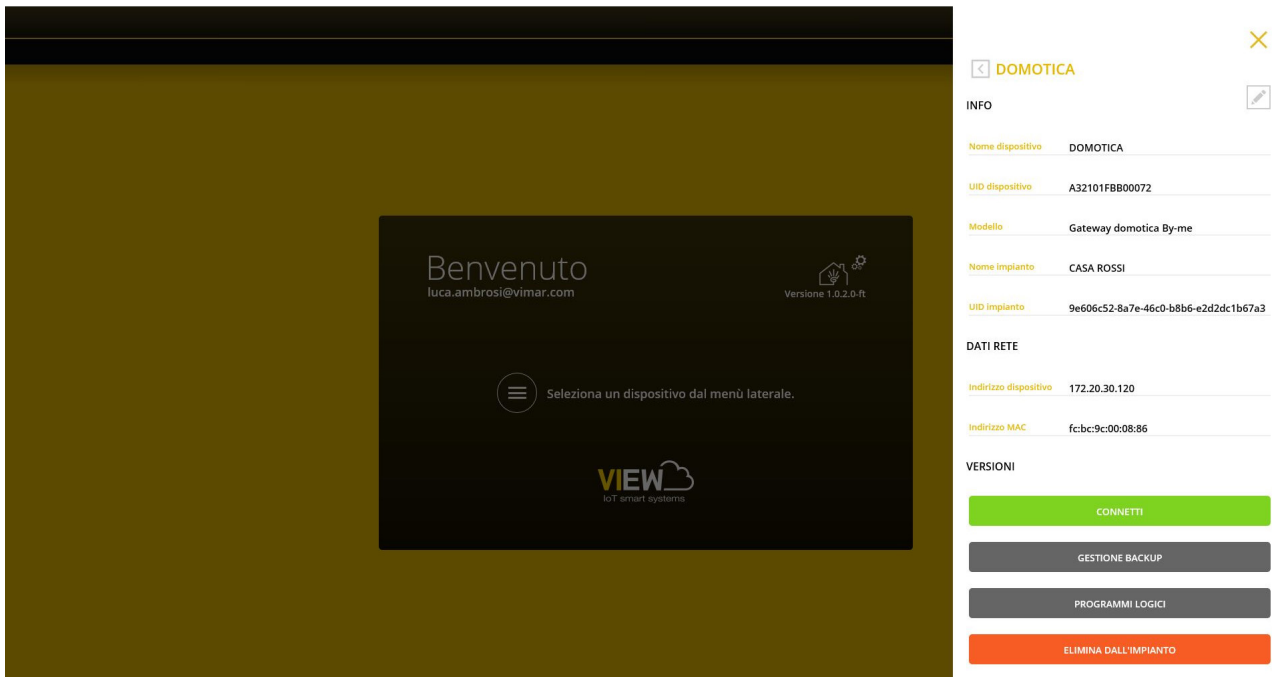 Benvenuto
luca.ambrosi@vimar.com
Versione 1.0.2.0-ft
Seleziona un dispositivo dal menù laterale.
VIEW
IoT smart systems
DOMOTICA
INFO
Nome dispositivo DOMOTICA
UID dispositivo A32101FBB00072
Modello Gateway domotica By-me
Nome impianto CASA ROSSI
UID impianto 9e606c52-8a7e-46c0-b8b6-e2d2dc1b67a3
DATI RETE
Indirizzo dispositivo 172.20.30.120
Indirizzo MAC fc:bc:9c:00:08:86
VERSIONI
CONNETTI
GESTIONE BACKUP
PROGRAMMI LOGICI
ELIMINA DALL'IMPIANTO